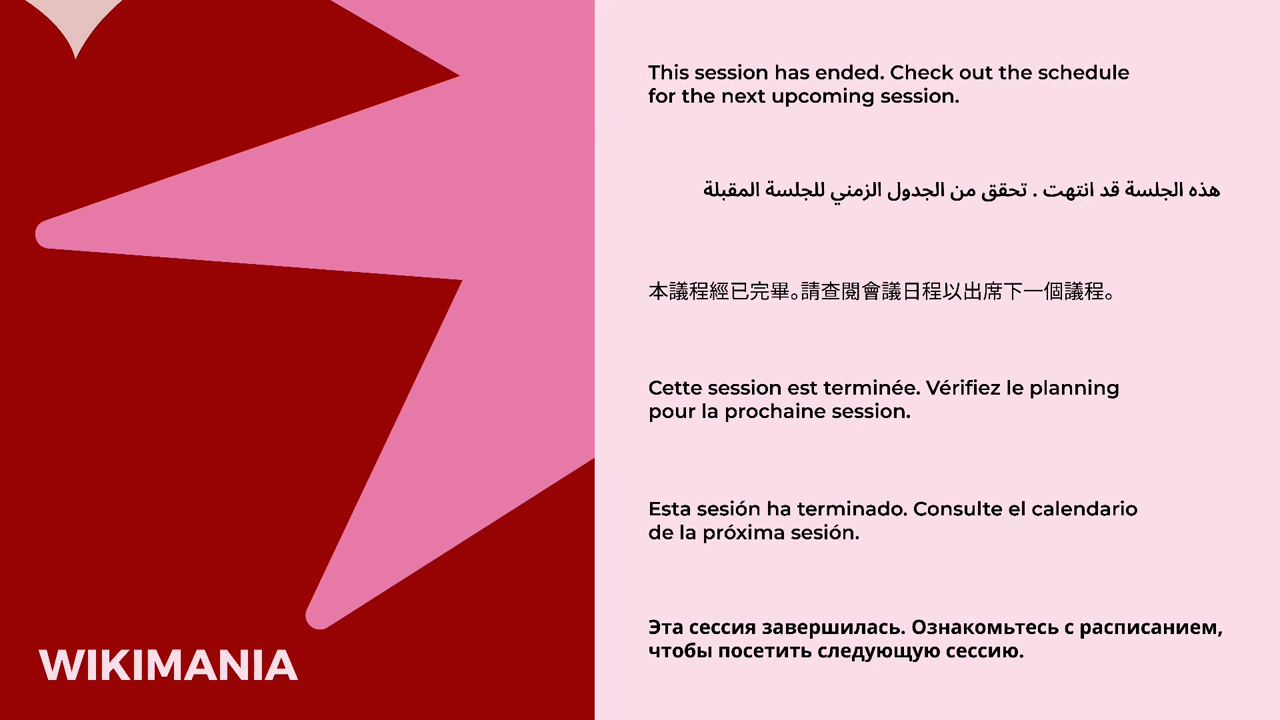 This session has ended. Check out the schedule
for the next upcoming session.
هذه الجلسة قد انتهت . تحقق من الجدول الزمني للجلسة المقبلة
本議程經已完畢。請查閱會議日程以出席下一個議程。
Cette session est terminée. Vérifiez le planning
pour la prochaine session.
Esta sesión ha terminado. Consulte el calendario
de la próxima sesión.
Эта сессия завершилась. Ознакомьтесь с расписанием,
чтобы посетить следующую сессию.
WIKIMANIA